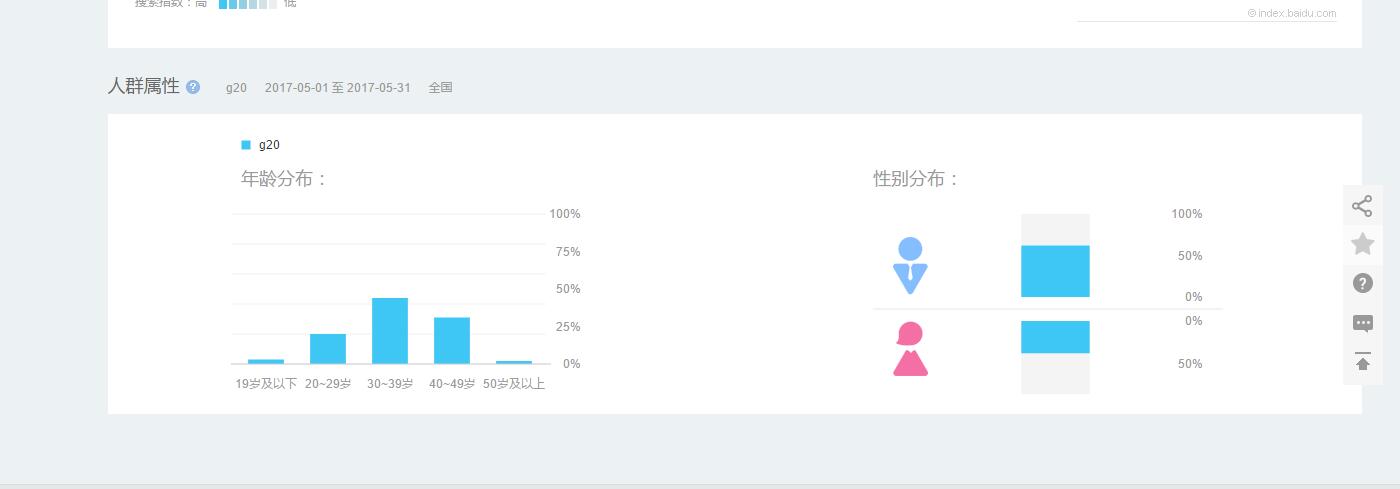 搜索指数：高 低
© index.baidu.com
人群属性 ? g20 2017-05-01 至 2017-05-31 全国
g20
年龄分布：
100%
75%
50%
25%
0%
19岁及以下 20~29岁 30~39岁 40~49岁 50岁及以上
性别分布：
100%
50%
0%
0%
50%
?